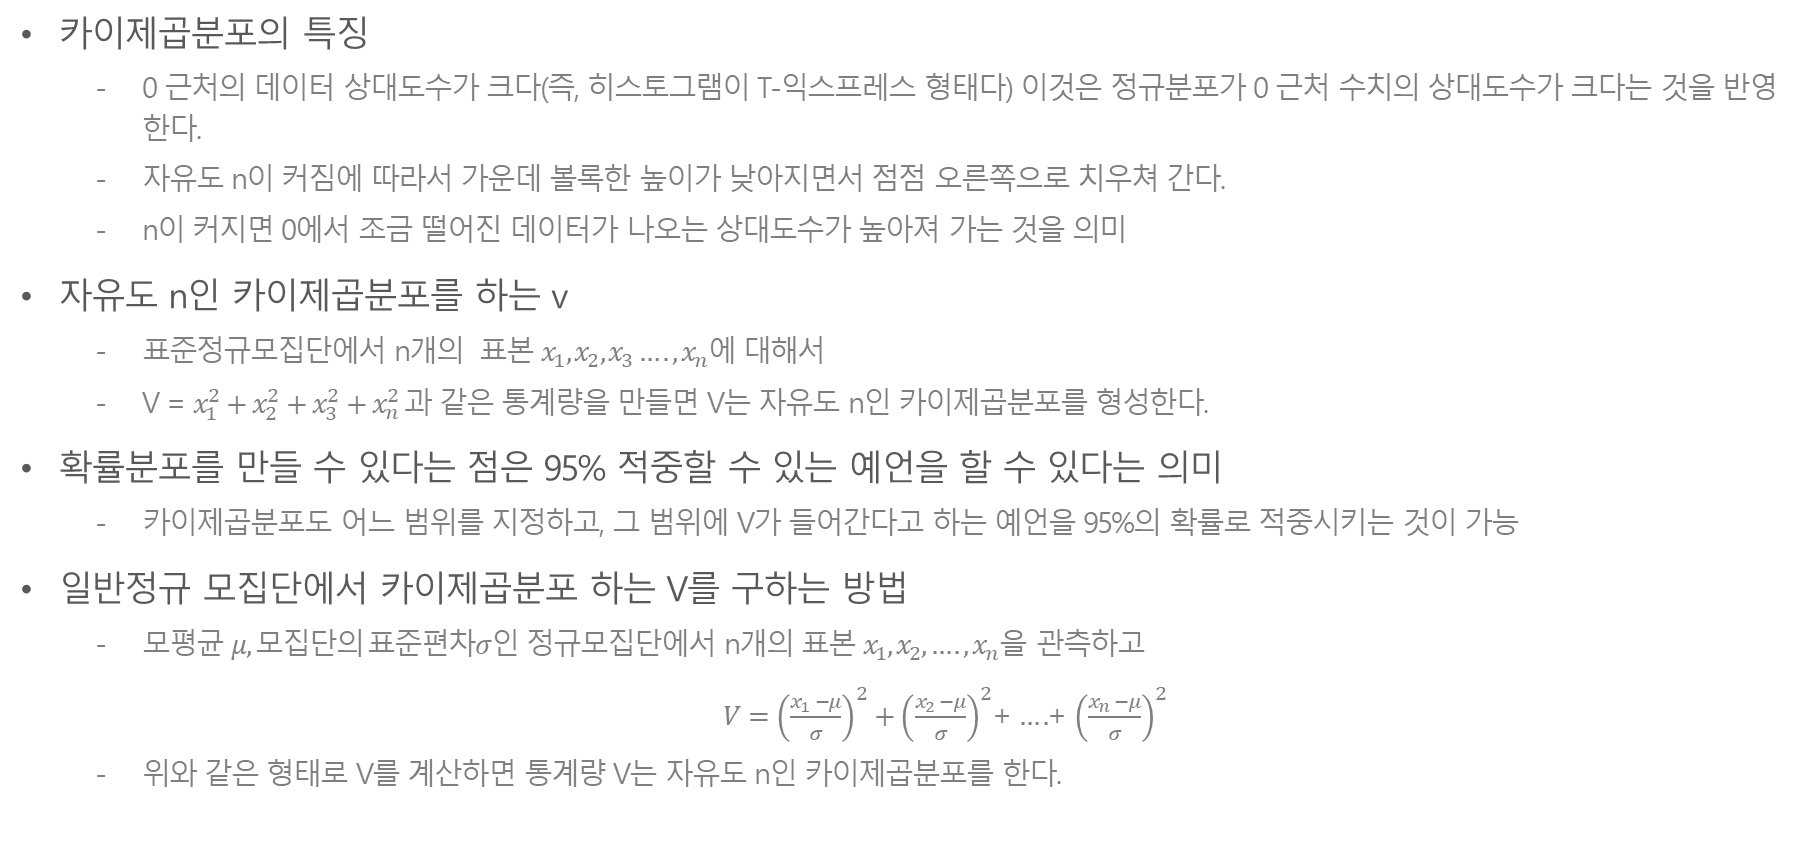 • 카이제곱분포의 특징
- 0 근처의 데이터 상대도수가 크다(즉, 히스토그램이 T-익스프레스 형태다) 이것은 정규분포가 0 근처 수치의 상대도수가 크다는 것을 반영
한다.
- 자유도 n이 커짐에 따라서 가운데 볼록한 높이가 낮아지면서 점점 오른쪽으로 치우쳐 간다.
- n이 커지면 0에서 조금 떨어진 데이터가 나오는 상대도수가 높아져 가는 것을 의미
• 자유도 n인 카이제곱분포를 하는 v
- 표준정규모집단에서 n개의 표본 x₁,x₂,x₃ ....,xₙ에 대해서
- V = x₁² + x₂² + x₃² + xₙ² 과 같은 통계량을 만들면 V는 자유도 n인 카이제곱분포를 형성한다.
• 확률분포를 만들 수 있다는 점은 95% 적중할 수 있는 예언을 할 수 있다는 의미
- 카이제곱분포도 어느 범위를 지정하고, 그 범위에 V가 들어간다고 하는 예언을 95%의 확률로 적중시키는 것이 가능
• 일반정규 모집단에서 카이제곱분포 하는 V를 구하는 방법
- 모평균 μ, 모집단의 표준편차σ인 정규모집단에서 n개의 표본 x₁,x₂,....,xₙ을 관측하고
V = ((x₁ −μ)/σ)² + ((x₂ −μ)/σ)² + ....+ ((xₙ −μ)/σ)²
- 위와 같은 형태로 V를 계산하면 통계량 V는 자유도 n인 카이제곱분포를 한다.